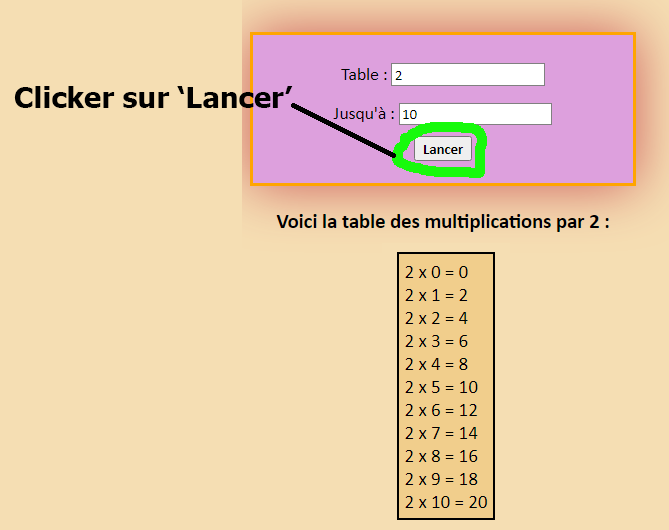 Table : 2
Clicker sur ‘Lancer’
Jusqu'à : 10
Lancer
Voici la table des multiplications par 2 :
2 x 0 = 0
2 x 1 = 2
2 x 2 = 4
2 x 3 = 6
2 x 4 = 8
2 x 5 = 10
2 x 6 = 12
2 x 7 = 14
2 x 8 = 16
2 x 9 = 18
2 x 10 = 20